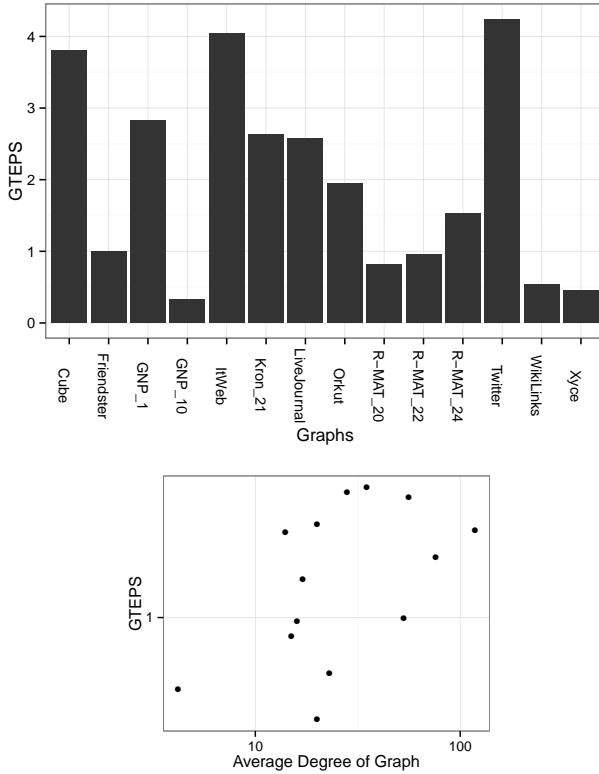 GTEPS
4
3
2
1
0
Cube
Friendster
GNP_1
GNP_10
ItWeb
Kron_21
LiveJournal
Orkut
R−MAT_20
R−MAT_22
R−MAT_24
Twitter
WikiLinks
Xyce
Graphs
GTEPS
1
10 100
Average Degree of Graph